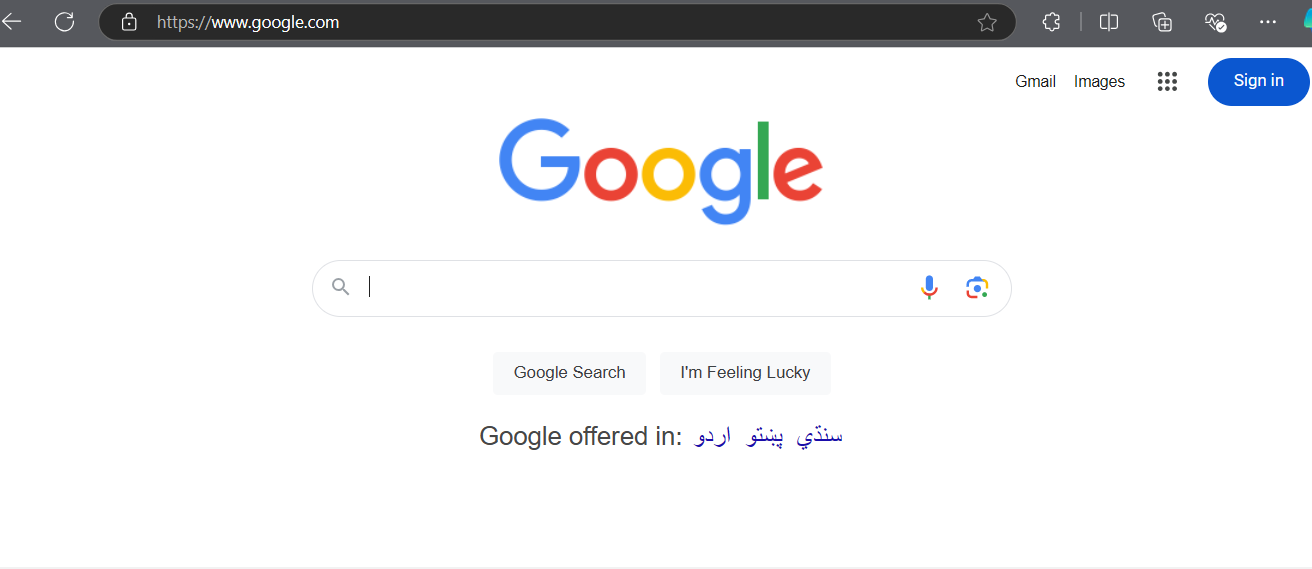 https://www.google.com
Gmail Images Sign in
Google
Google Search I'm Feeling Lucky
Google offered in: اردو پښتو سنڌي